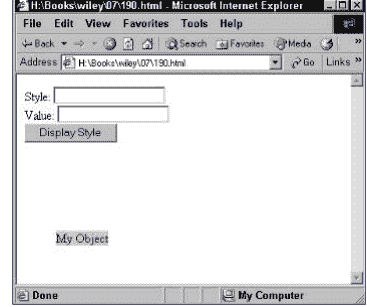 H:\Books\wiley\07\190.html - Microsoft Internet Explorer
File Edit View Favorites Tools Help
Back Search Favorites Media »
Address H:\Books\wiley\07\190.html Go Links »
Style:
Value:
Display Style
My Object
Done My Computer